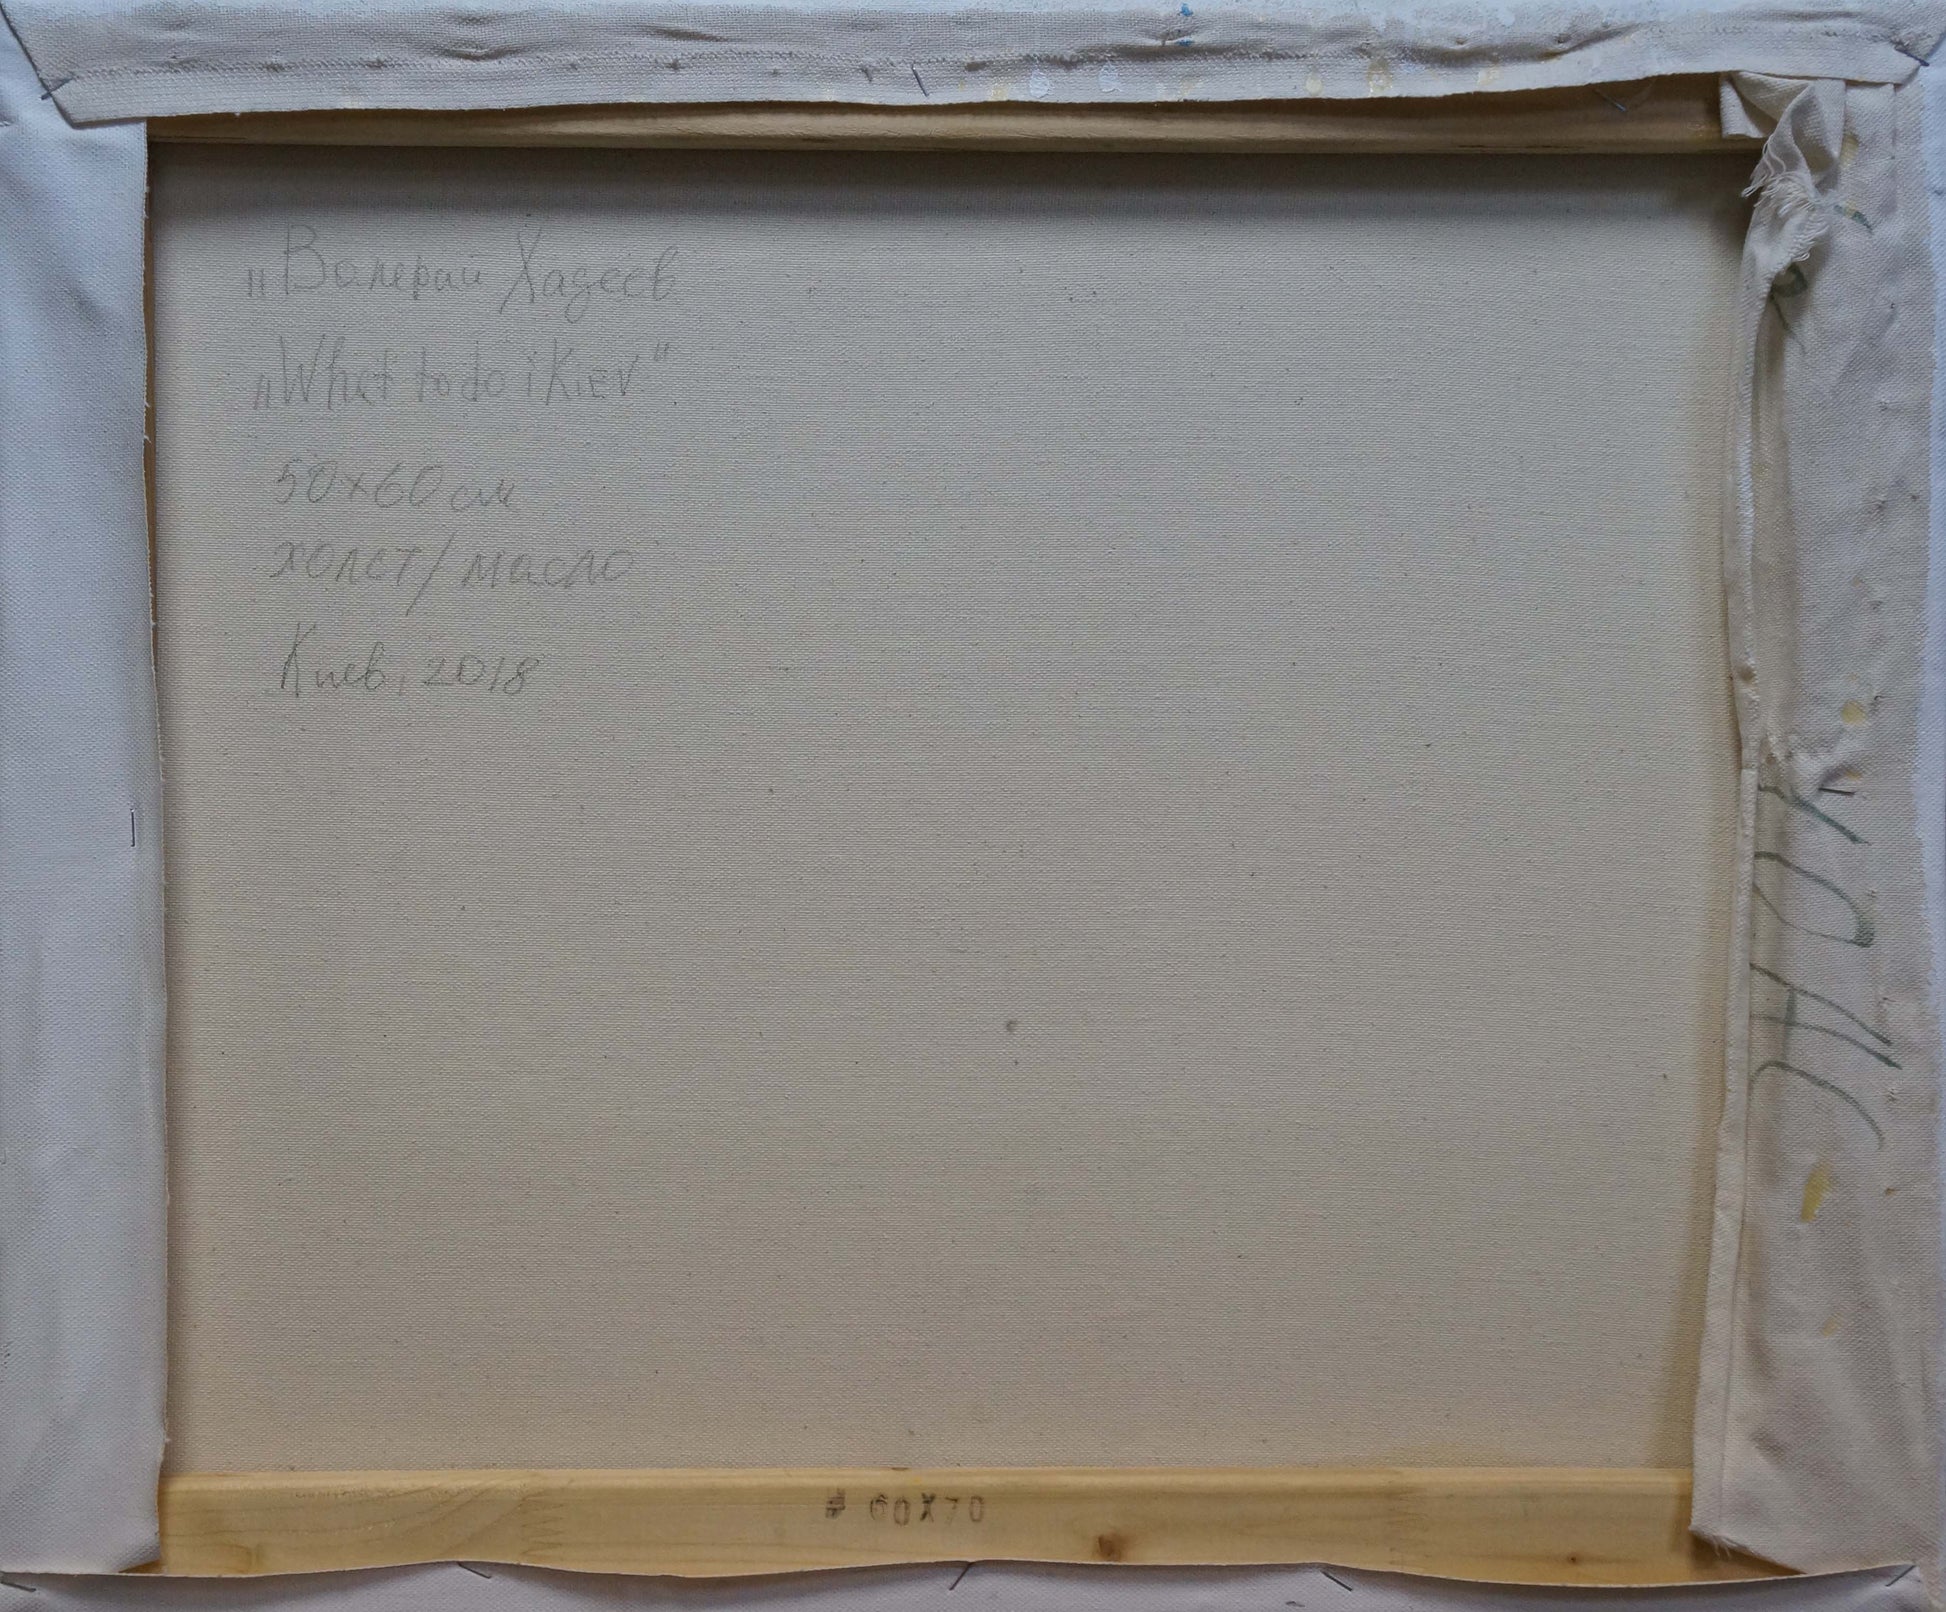 „Валерий Хадеев
„What to do i Kiev“
50x60 см
холст/масло
Киев, 2018
60X70